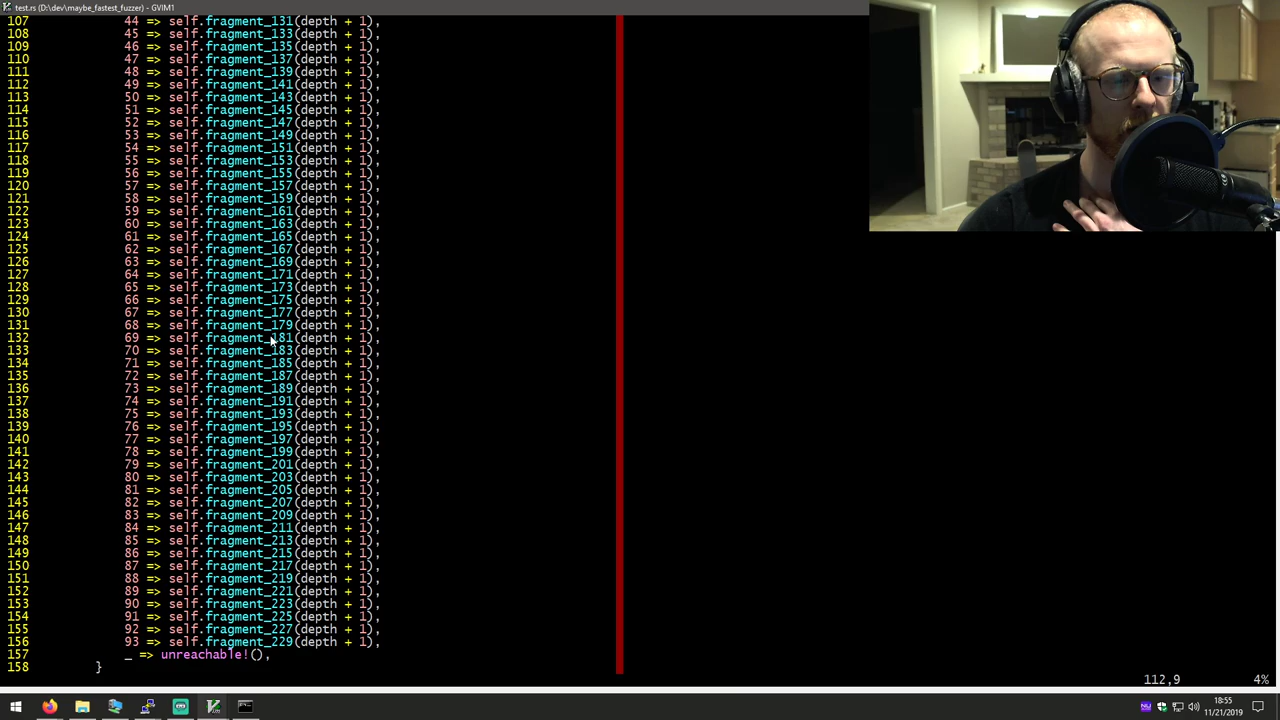 test.rs (D:\dev\maybe_fastest_fuzzer) - GVIM1
107 44 => self.fragment_131(depth + 1),
108 45 => self.fragment_133(depth + 1),
109 46 => self.fragment_135(depth + 1),
110 47 => self.fragment_137(depth + 1),
111 48 => self.fragment_139(depth + 1),
112 49 => self.fragment_141(depth + 1),
113 50 => self.fragment_143(depth + 1),
114 51 => self.fragment_145(depth + 1),
115 52 => self.fragment_147(depth + 1),
116 53 => self.fragment_149(depth + 1),
117 54 => self.fragment_151(depth + 1),
118 55 => self.fragment_153(depth + 1),
119 56 => self.fragment_155(depth + 1),
120 57 => self.fragment_157(depth + 1),
121 58 => self.fragment_159(depth + 1),
122 59 => self.fragment_161(depth + 1),
123 60 => self.fragment_163(depth + 1),
124 61 => self.fragment_165(depth + 1),
125 62 => self.fragment_167(depth + 1),
126 63 => self.fragment_169(depth + 1),
127 64 => self.fragment_171(depth + 1),
128 65 => self.fragment_173(depth + 1),
129 66 => self.fragment_175(depth + 1),
130 67 => self.fragment_177(depth + 1),
131 68 => self.fragment_179(depth + 1),
132 69 => self.fragment_181(depth + 1),
133 70 => self.fragment_183(depth + 1),
134 71 => self.fragment_185(depth + 1),
135 72 => self.fragment_187(depth + 1),
136 73 => self.fragment_189(depth + 1),
137 74 => self.fragment_191(depth + 1),
138 75 => self.fragment_193(depth + 1),
139 76 => self.fragment_195(depth + 1),
140 77 => self.fragment_197(depth + 1),
141 78 => self.fragment_199(depth + 1),
142 79 => self.fragment_201(depth + 1),
143 80 => self.fragment_203(depth + 1),
144 81 => self.fragment_205(depth + 1),
145 82 => self.fragment_207(depth + 1),
146 83 => self.fragment_209(depth + 1),
147 84 => self.fragment_211(depth + 1),
148 85 => self.fragment_213(depth + 1),
149 86 => self.fragment_215(depth + 1),
150 87 => self.fragment_217(depth + 1),
151 88 => self.fragment_219(depth + 1),
152 89 => self.fragment_221(depth + 1),
153 90 => self.fragment_223(depth + 1),
154 91 => self.fragment_225(depth + 1),
155 92 => self.fragment_227(depth + 1),
156 93 => self.fragment_229(depth + 1),
157 _ => unreachable!(),
158 }
112,9 4%
18:55
11/21/2019